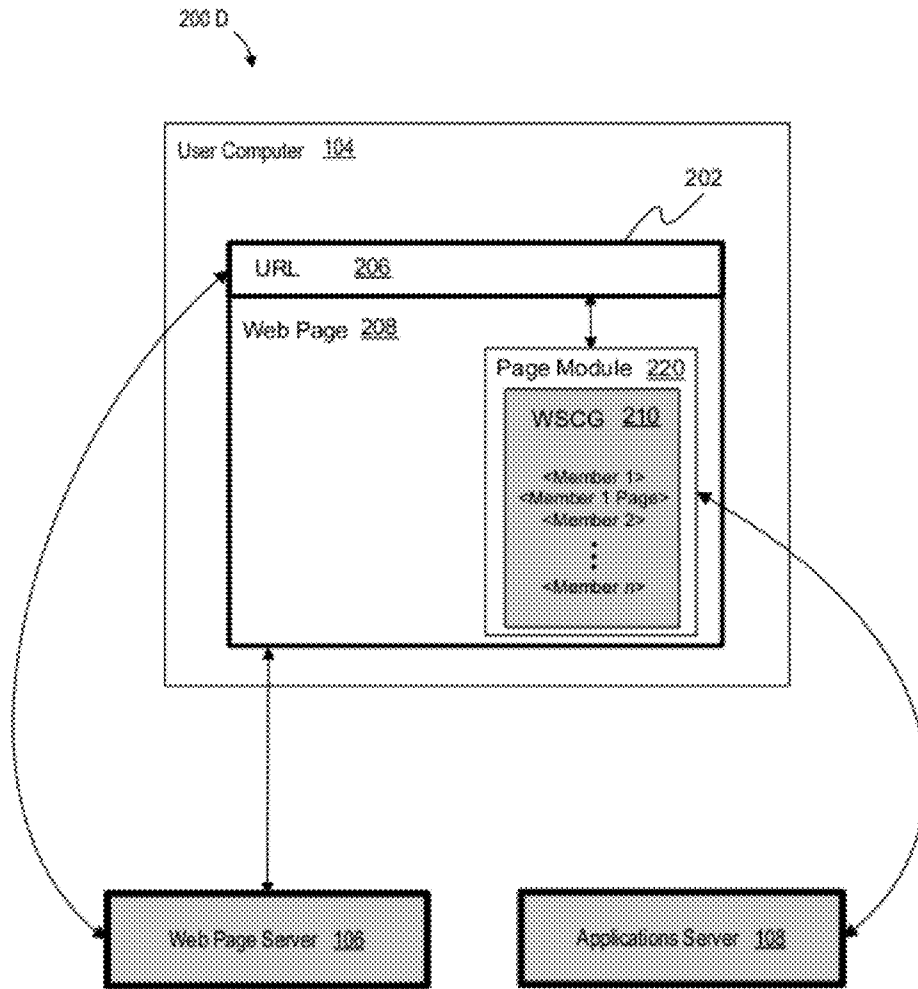 200 D
User Computer 104
202
URL 206
Web Page 208
Page Module 220
WSCG 210
<Member 1>
<Member 1 Page>
<Member 2>
<Member n>
Web Page Server 106
Applications Server 108